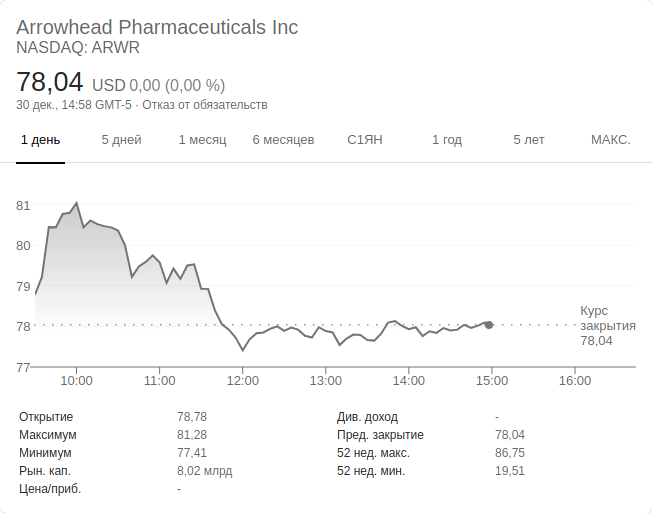 Arrowhead Pharmaceuticals Inc
NASDAQ: ARWR
78,04 USD 0,00 (0,00 %)
30 дек., 14:58 GMT-5 · Отказ от обязательств
1 день 5 дней 1 месяц 6 месяцев С1ЯН 1 год 5 лет МАКС.
81
80
79
78
77
Курс
закрытия
78,04
10:00 11:00 12:00 13:00 14:00 15:00 16:00
Открытие 78,78 Див. доход -
Максимум 81,28 Пред. закрытие 78,04
Минимум 77,41 52 нед. макс. 86,75
Рын. кап. 8,02 млрд 52 нед. мин. 19,51
Цена/приб. -